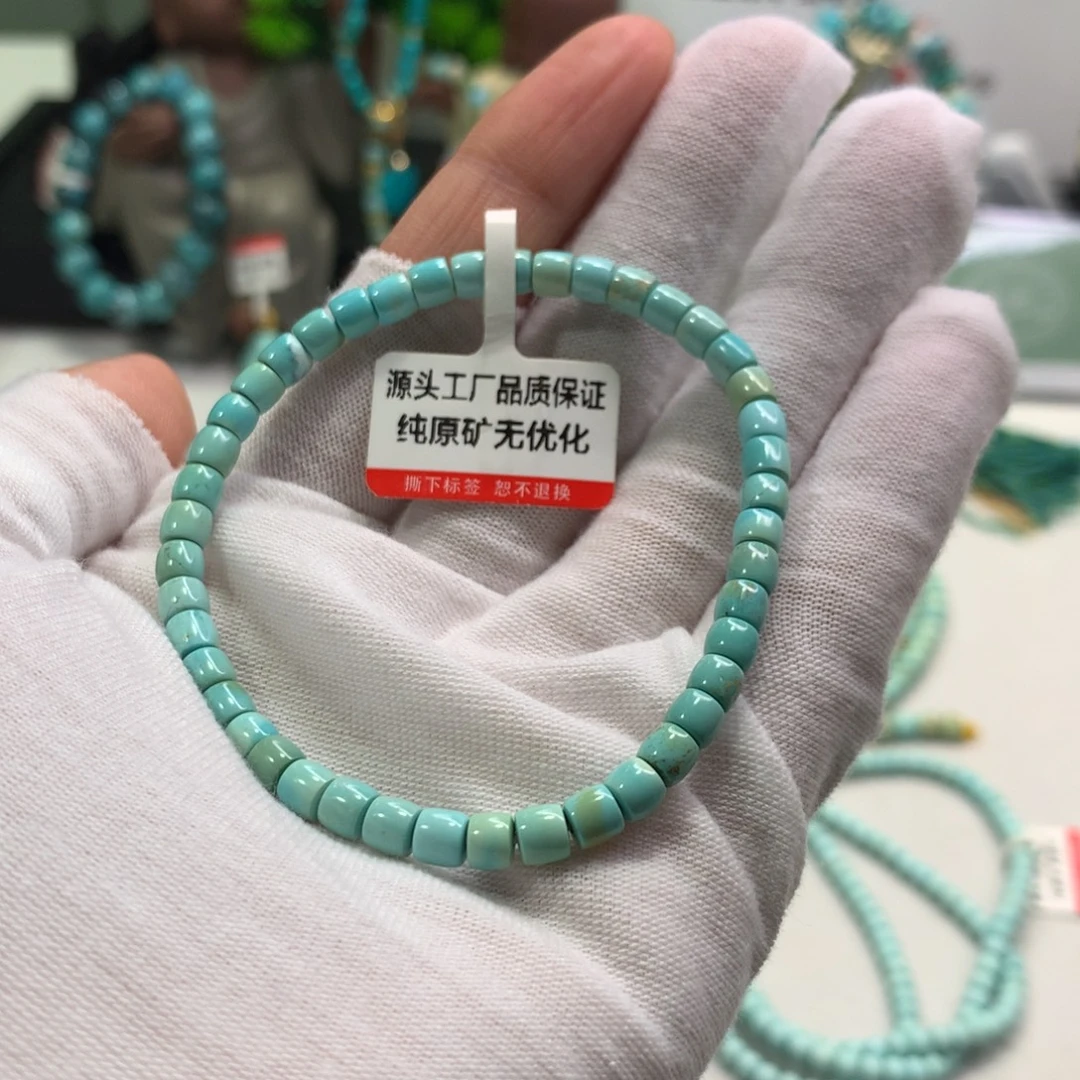 源头工厂品质保证
纯原矿无优化
撕下标签 恕不退换